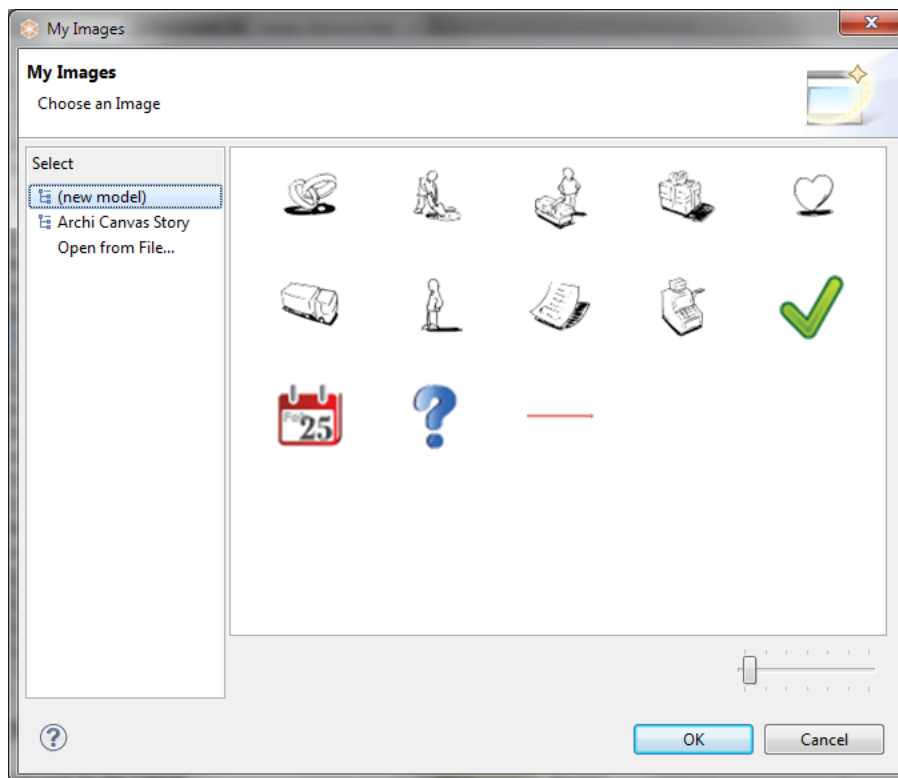 My Images
My Images
Choose an Image
Select
(new model)
Archi Canvas Story
Open from File...
Feb
25
?
OK
Cancel